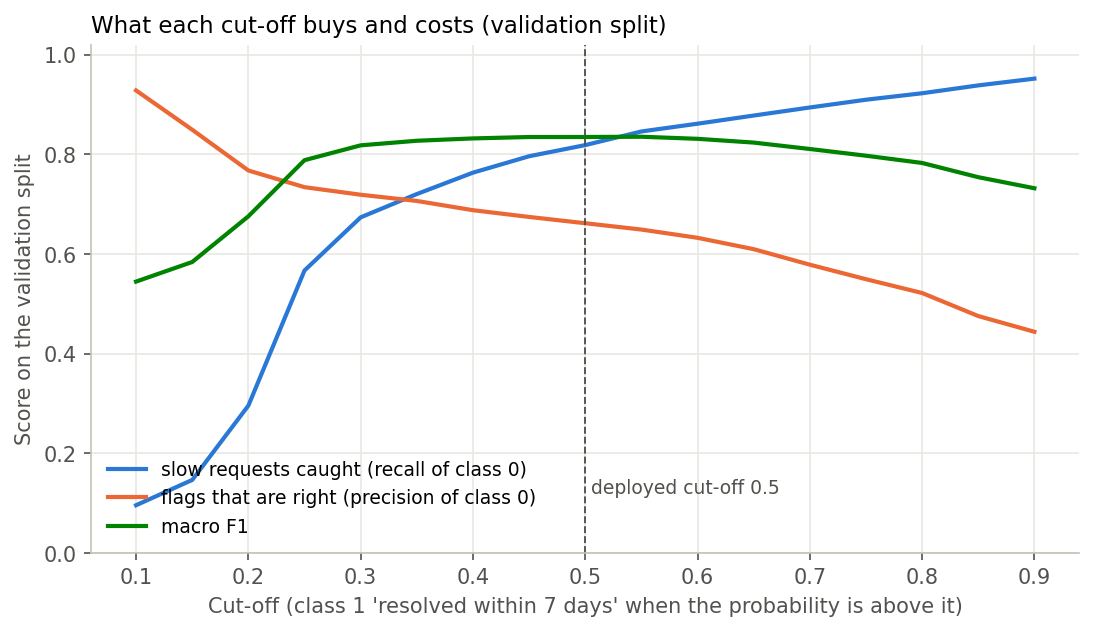 What each cut-off buys and costs (validation split)
Score on the validation split
1.0
0.8
0.6
0.4
0.2
0.0
slow requests caught (recall of class 0)
flags that are right (precision of class 0)
macro F1
deployed cut-off 0.5
0.1 0.2 0.3 0.4 0.5 0.6 0.7 0.8 0.9
Cut-off (class 1 'resolved within 7 days' when the probability is above it)